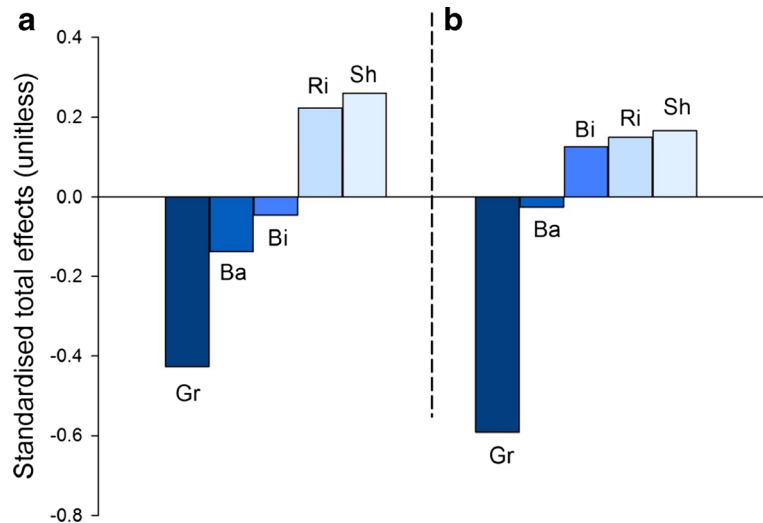 a
b
Standardised total effects (unitless)
0.4
0.2
0.0
-0.2
-0.4
-0.6
-0.8
Gr
Ba
Bi
Ri
Sh
Gr
Ba
Bi
Ri
Sh